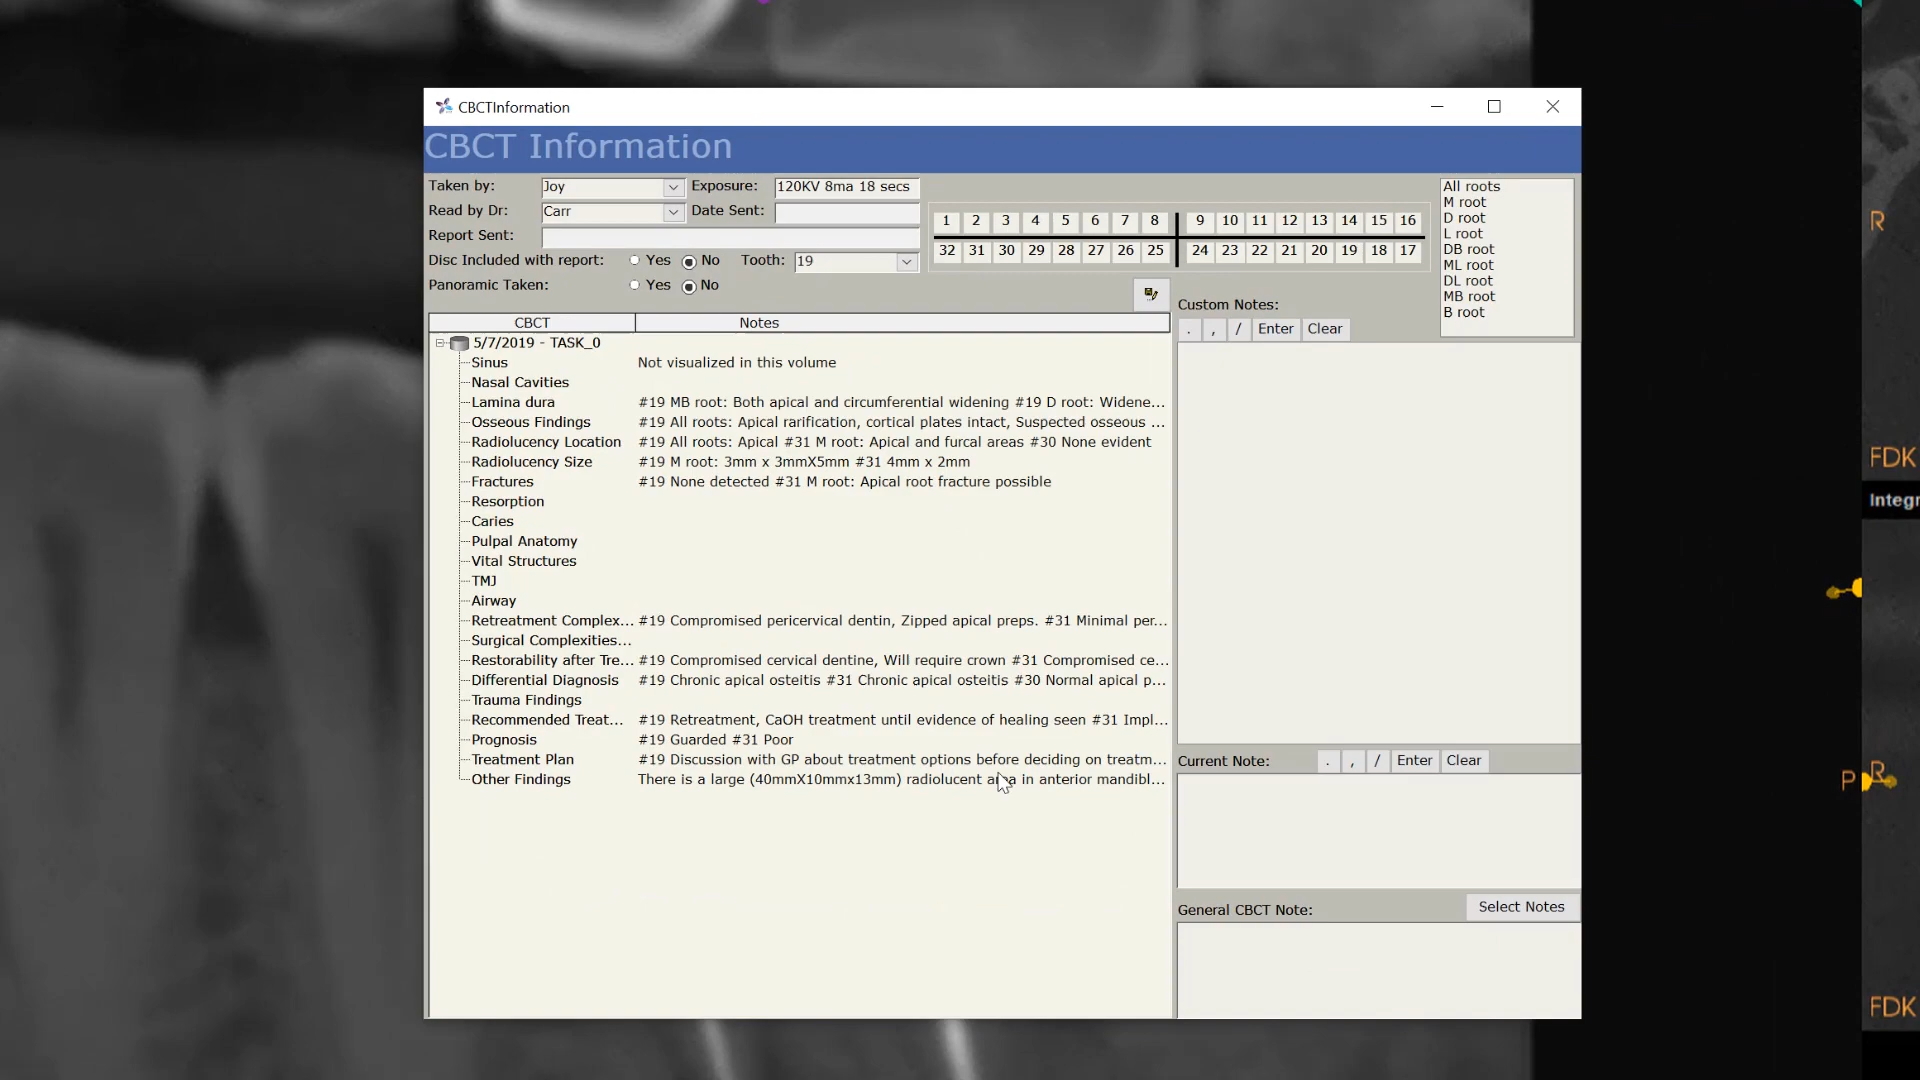 CBCTInformation
CBCT Information
Taken by: Joy Exposure: 120KV 8ma 18 secs
Read by Dr: Carr Date Sent:
Report Sent:
Disc Included with report: Yes No Tooth: 19
Panoramic Taken: Yes No
1 2 3 4 5 6 7 8 9 10 11 12 13 14 15 16
32 31 30 29 28 27 26 25 24 23 22 21 20 19 18 17
All roots
M root
D root
L root
DB root
ML root
DL root
MB root
B root
CBCT Notes
5/7/2019 - TASK_0
Sinus Not visualized in this volume
Nasal Cavities
Lamina dura #19 MB root: Both apical and circumferential widening #19 D root: Widene...
Osseous Findings #19 All roots: Apical rarification, cortical plates intact, Suspected osseous ...
Radiolucency Location #19 All roots: Apical #31 M root: Apical and furcal areas #30 None evident
Radiolucency Size #19 M root: 3mm x 3mmX5mm #31 4mm x 2mm
Fractures #19 None detected #31 M root: Apical root fracture possible
Resorption
Caries
Pulpal Anatomy
Vital Structures
TMJ
Airway
Retreatment Complex... #19 Compromised pericervical dentin, Zipped apical preps. #31 Minimal per...
Surgical Complexities...
Restorability after Tre... #19 Compromised cervical dentine, Will require crown #31 Compromised ce...
Differential Diagnosis #19 Chronic apical osteitis #31 Chronic apical osteitis #30 Normal apical p...
Trauma Findings
Recommended Treat... #19 Retreatment, CaOH treatment until evidence of healing seen #31 Impl...
Prognosis #19 Guarded #31 Poor
Treatment Plan #19 Discussion with GP about treatment options before deciding on treatm...
Other Findings There is a large (40mmX10mmx13mm) radiolucent area in anterior mandibl...
Custom Notes:
. , / Enter Clear
Current Note: . , / Enter Clear
General CBCT Note: Select Notes
R
FDK
Integr
P R
FDK